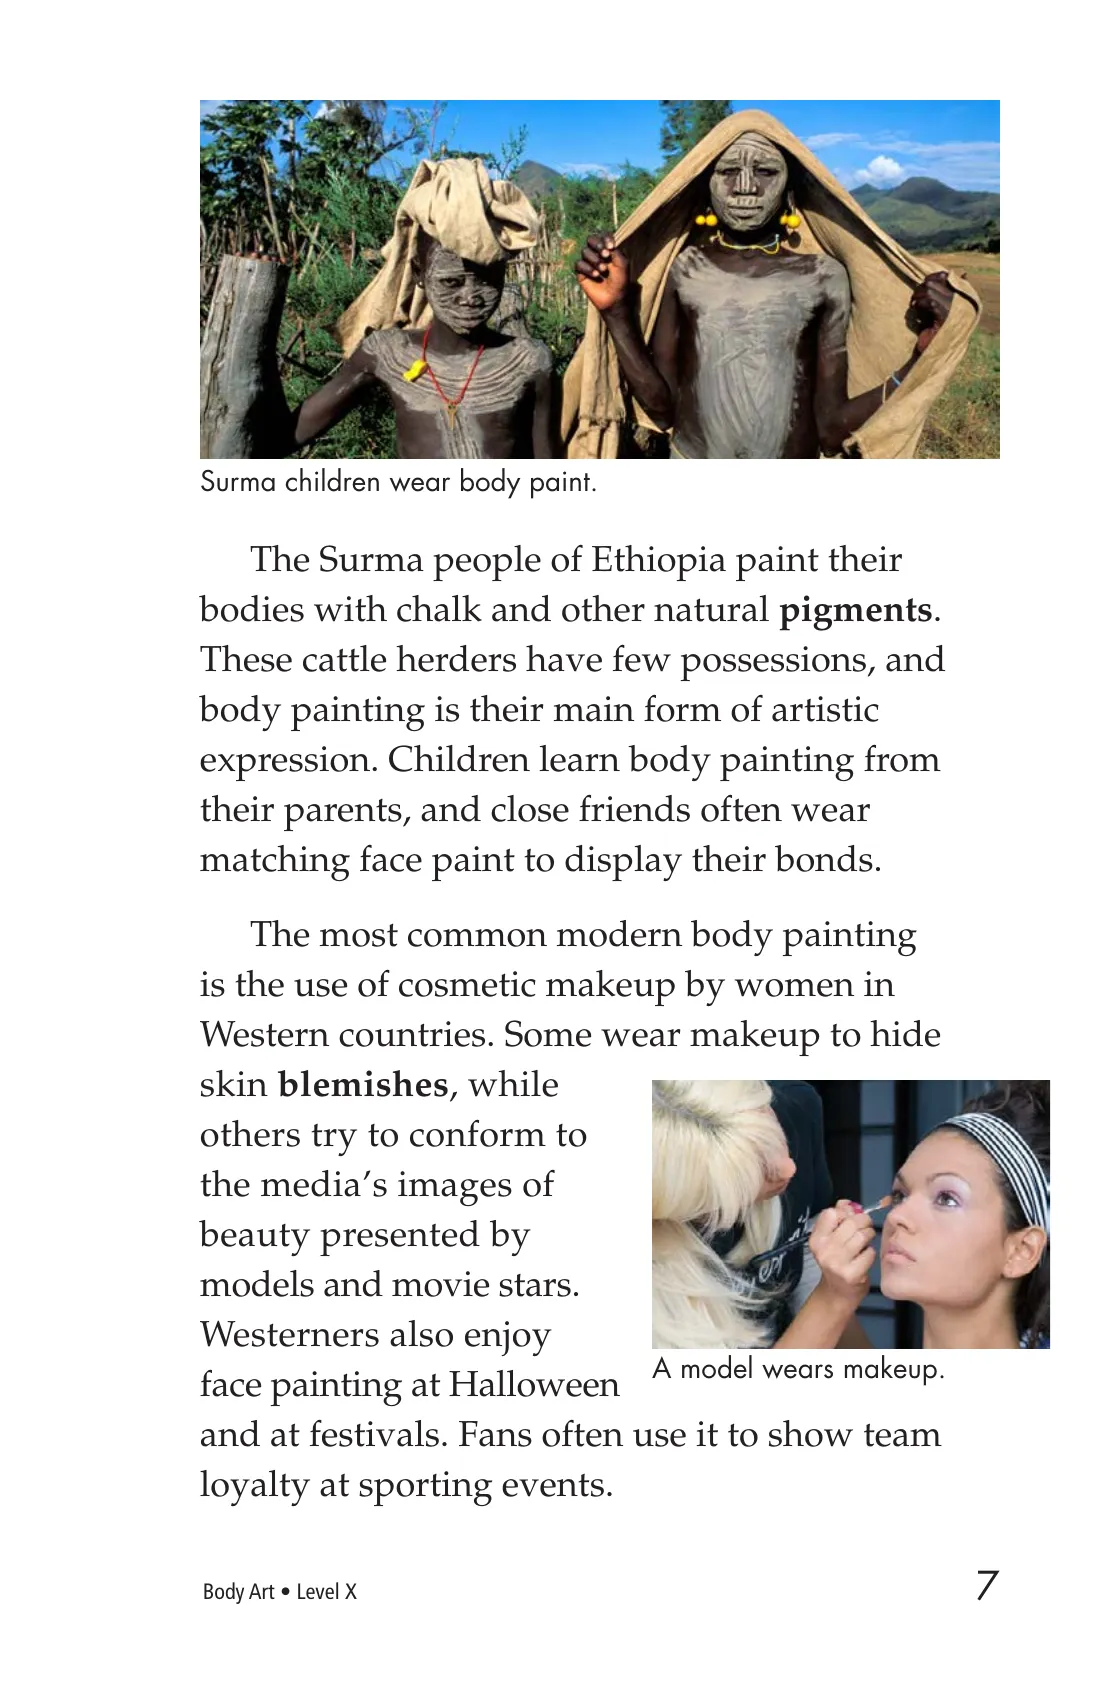 Surma children wear body paint.
The Surma people of Ethiopia paint their
bodies with chalk and other natural pigments.
These cattle herders have few possessions, and
body painting is their main form of artistic
expression. Children learn body painting from
their parents, and close friends often wear
matching face paint to display their bonds.
The most common modern body painting
is the use of cosmetic makeup by women in
Western countries. Some wear makeup to hide
skin blemishes, while
others try to conform to
the media’s images of
beauty presented by
models and movie stars.
Westerners also enjoy
face painting at Halloween
and at festivals. Fans often use it to show team
loyalty at sporting events.
A model wears makeup.
Body Art • Level X
7